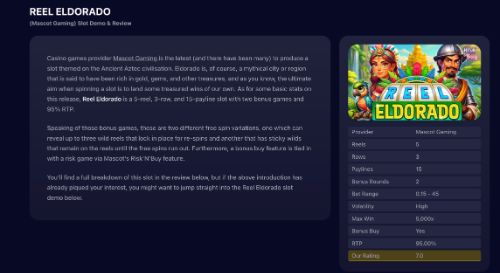 REEL ELDORADO
(Mascot Gaming) Slot Demo & Review
Casino games provider Mascot Gaming is the latest (and there have been many) to produce a
slot themed on the Ancient Aztec civilisation. Eldorado is, of course, a mythical city or region
that is said to have been rich in gold, gems, and other treasures, and as you know, the ultimate
aim when spinning a slot is to land some treasured wins of our own. As for some basic stats on
this release, Reel Eldorado is a 5-reel, 3-row, and 15-payline slot with two bonus games and
95% RTP.
Speaking of those bonus games, those are two different free spin variations, one which can
reveal up to three wild reels that lock in place for re-spins and another that has sticky wilds
that remain on the reels until the free spins run out. Furthermore, a bonus buy feature is tied in
with a risk game via Mascot's Risk'N'Buy feature.
You'll find a full breakdown of this slot in the review below, but if the above introduction has
already piqued your interest, you might want to jump straight into the Reel Eldorado slot
demo below.
REEL
ELDORADO
Provider Mascot Gaming
Reels 5
Rows 3
Paylines 15
Bonus Rounds 2
Bet Range 0.15 - 45
Volatility High
Max Win 5,000x
Bonus Buy Yes
RTP 95.00%
Our Rating 7.0